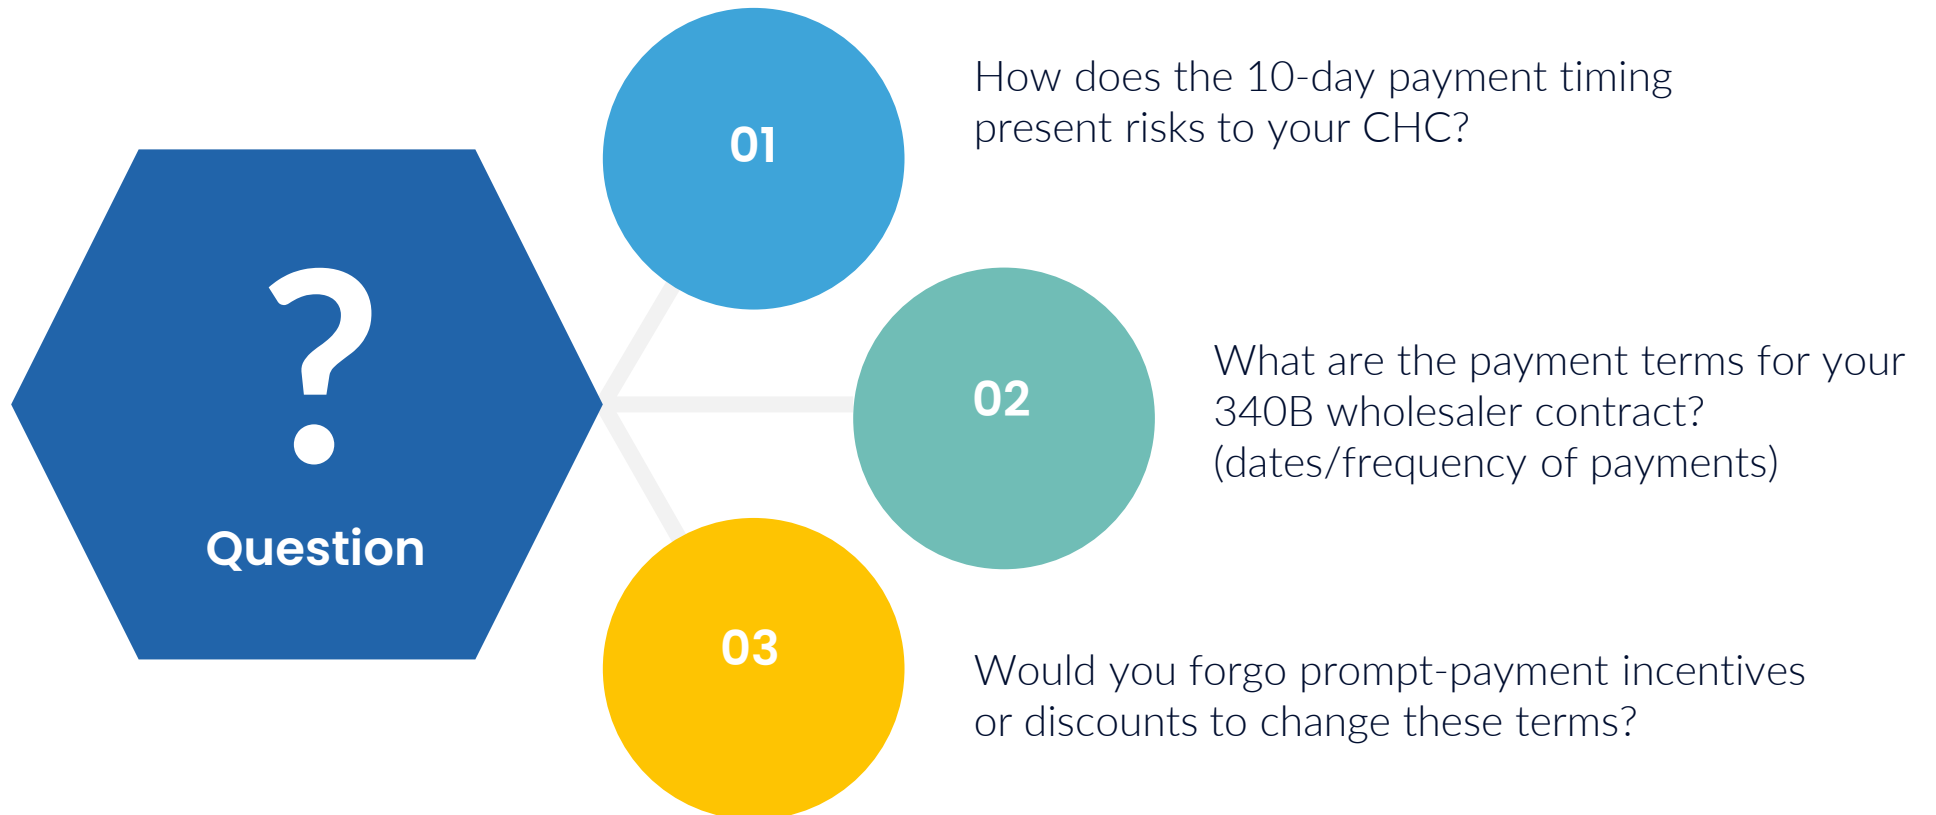 ?
Question
01
How does the 10-day payment timing
present risks to your CHC?
02
What are the payment terms for your
340B wholesaler contract?
(dates/frequency of payments)
03
Would you forgo prompt-payment incentives
or discounts to change these terms?